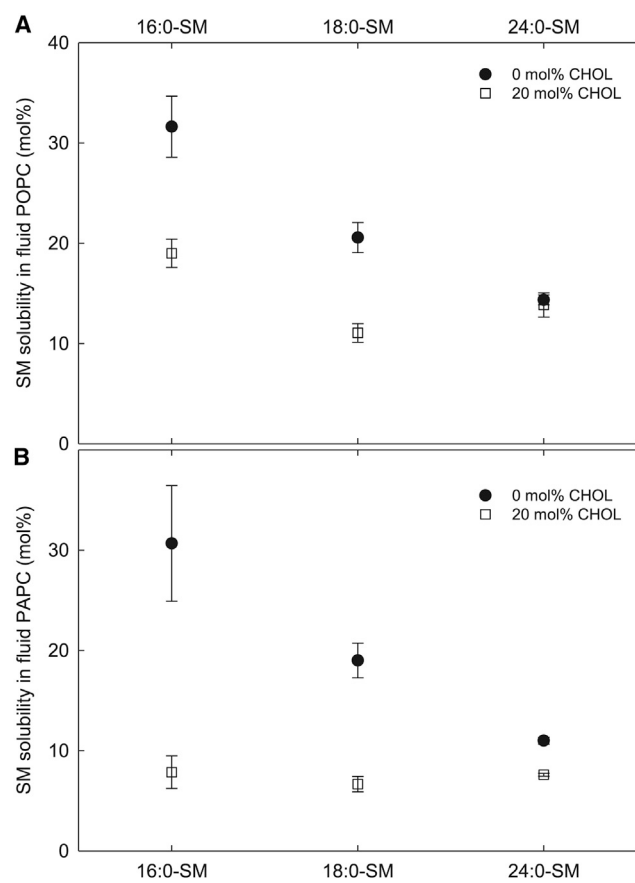 A
16:0-SM 18:0-SM 24:0-SM
40
0 mol% CHOL
20 mol% CHOL
30
20
10
0
SM solubility in fluid POPC (mol%)
B
0 mol% CHOL
20 mol% CHOL
30
20
10
0
SM solubility in fluid PAPC (mol%)
16:0-SM 18:0-SM 24:0-SM